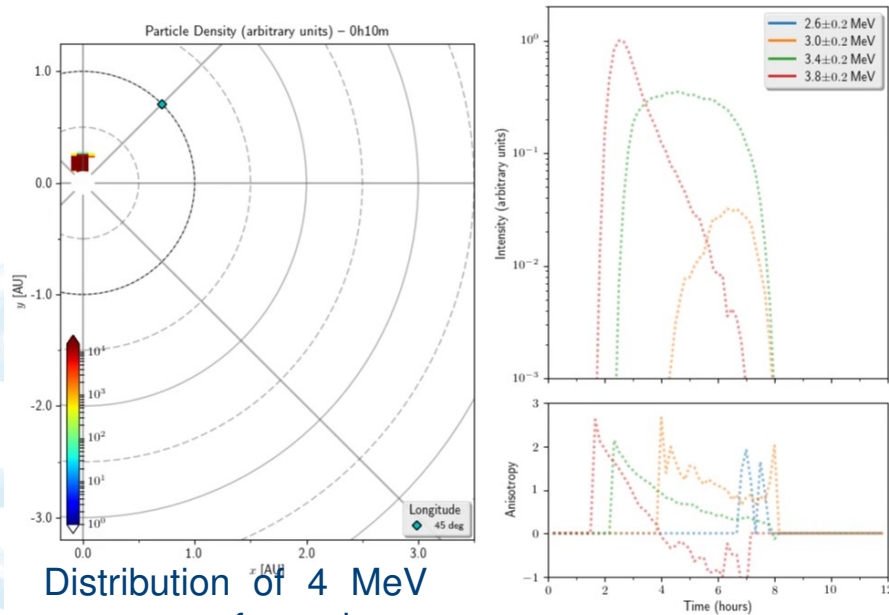 Particle Density (arbitrary units) – 0h10m
1.0
0.0
-1.0
-2.0
-3.0
y [AU]
10⁴
10³
10²
10¹
10⁰
Longitude
45 deg
0.0 1.0 2.0 3.0
x [AU]
Distribution of 4 MeV
10⁰
10⁻¹
10⁻²
10⁻³
Intensity (arbitrary units)
2.6±0.2 MeV
3.0±0.2 MeV
3.4±0.2 MeV
3.8±0.2 MeV
3
2
1
0
−1
Anisotropy
0 2 4 6 8 10
Time (hours)